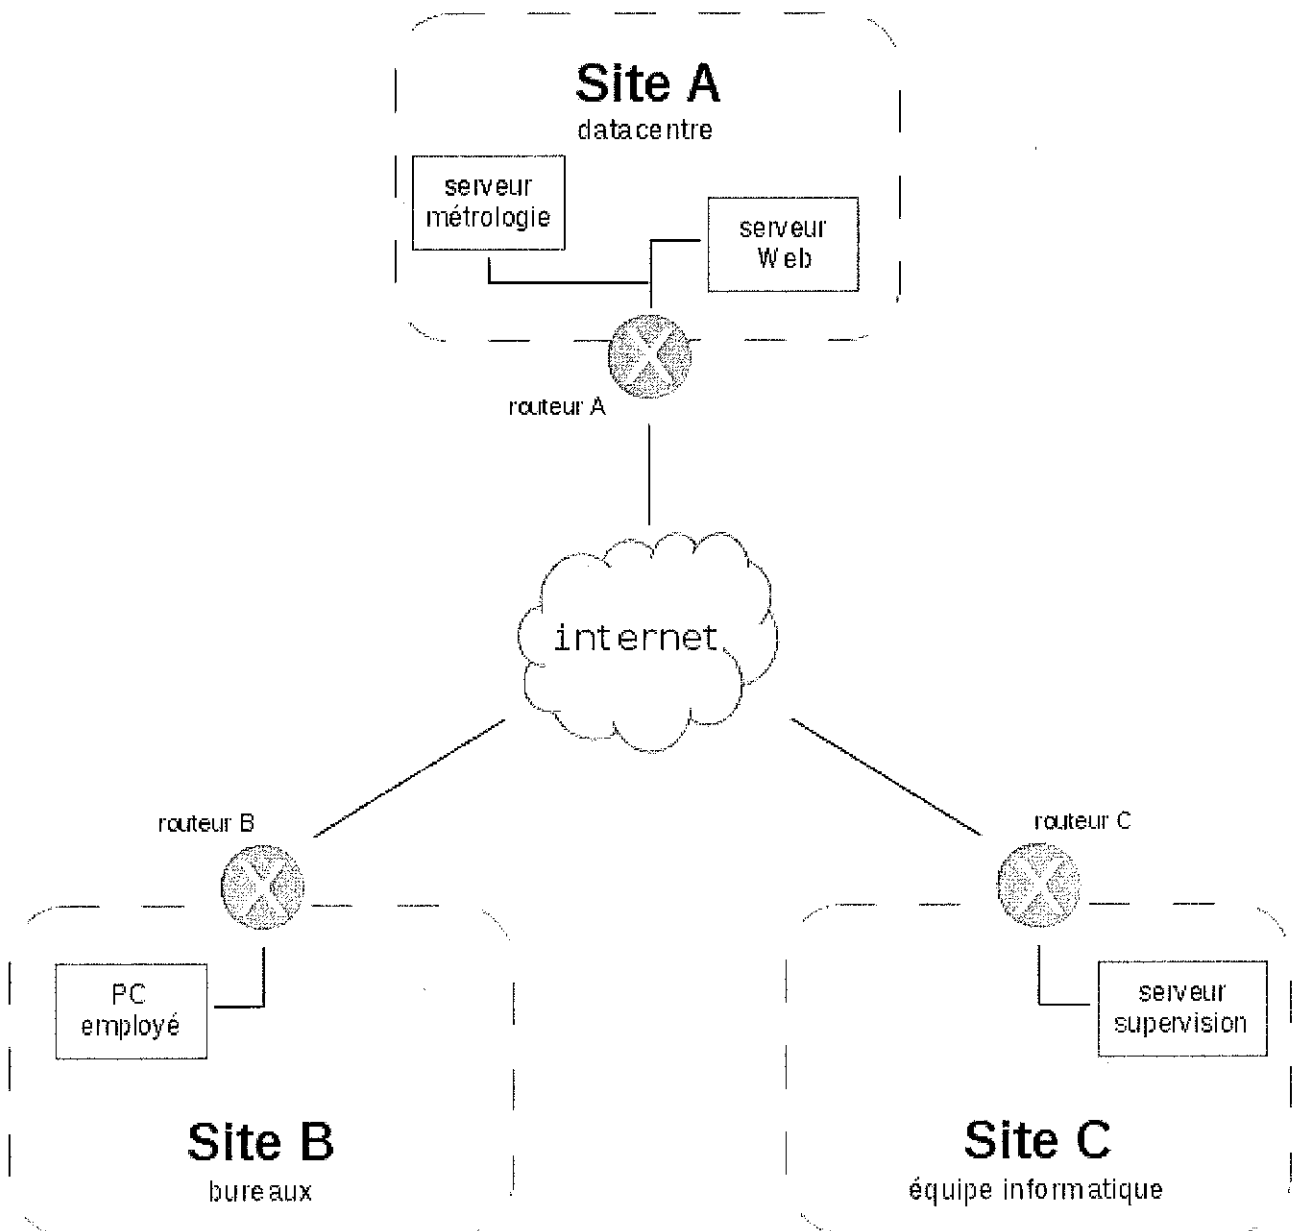 Site A
datacentre
serveur
métrologie
serveur
Web
routeur A
internet
routeur B
routeur C
PC
employé
serveur
supervision
Site B
bureaux
Site C
équipe informatique